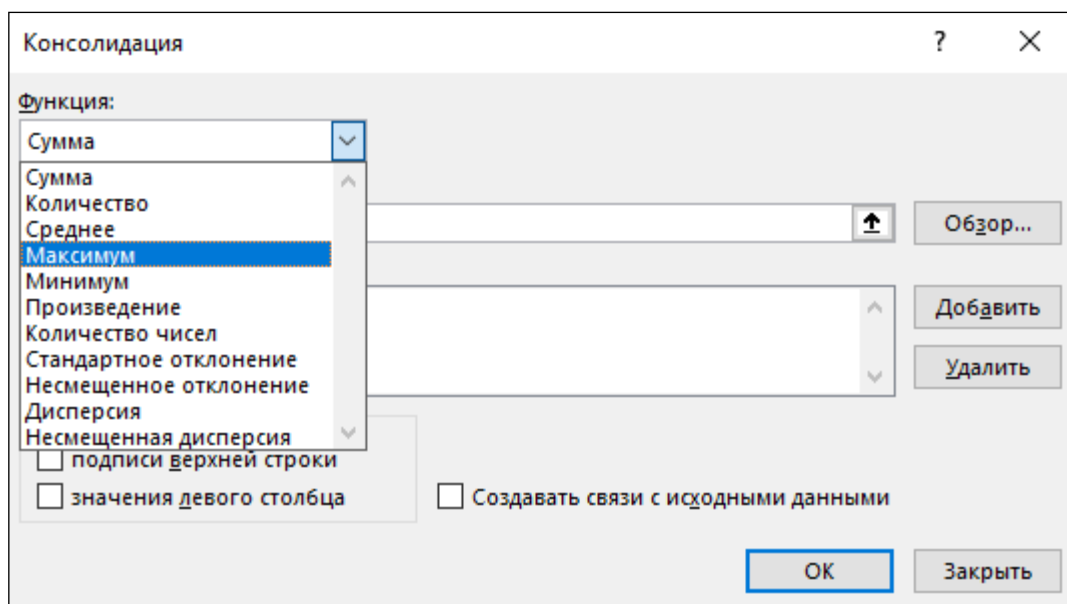 Консолидация
?
Функция:
Сумма
Сумма
Количество
Среднее
Максимум
Минимум
Произведение
Количество чисел
Стандартное отклонение
Несмещенное отклонение
Дисперсия
Несмещенная дисперсия
Обзор...
Добавить
Удалить
подписи верхней строки
значения левого столбца
Создавать связи с исходными данными
ОК
Закрыть